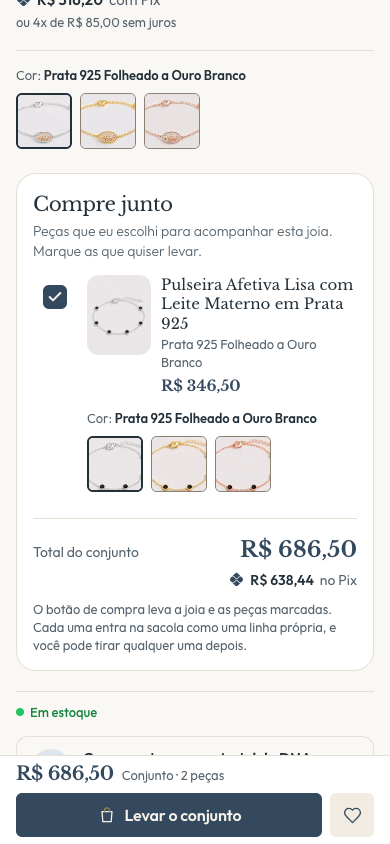 ou 4x de R$ 85,00 sem juros
Cor: Prata 925 Folheado a Ouro Branco
Compre junto
Peças que eu escolhi para acompanhar esta joia.
Marque as que quiser levar.
Pulseira Afetiva Lisa com
Leite Materno em Prata
925
Prata 925 Folheado a Ouro
Branco
R$ 346,50
Cor: Prata 925 Folheado a Ouro Branco
Total do conjunto
R$ 686,50
R$ 638,44 no Pix
O botão de compra leva a joia e as peças marcadas.
Cada uma entra na sacola como uma linha própria, e
você pode tirar qualquer uma depois.
Em estoque
R$ 686,50 Conjunto · 2 peças
Levar o conjunto